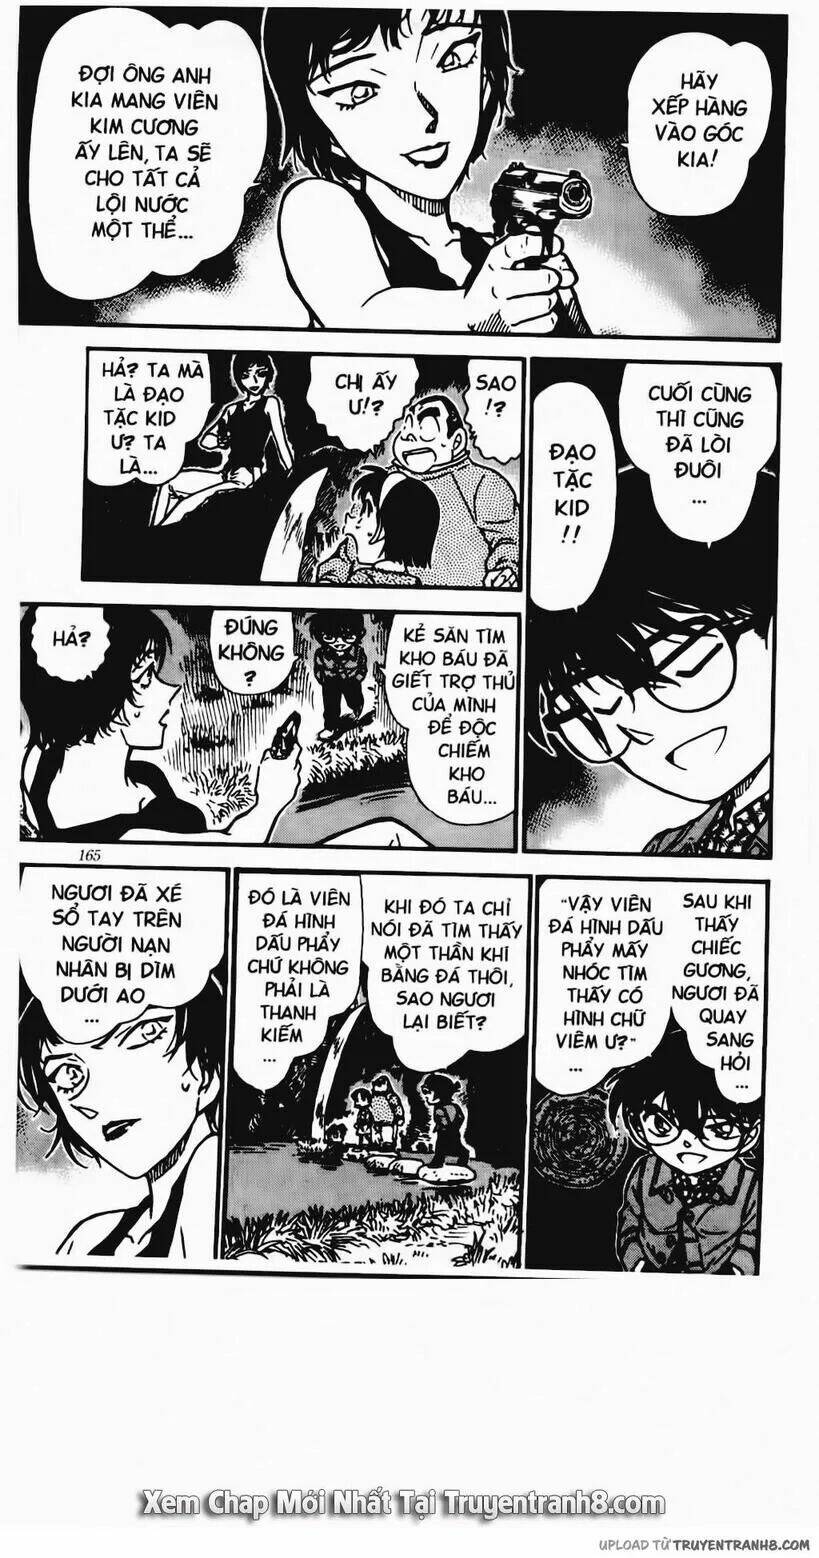 HÃY
XẾP HÀNG
VÀO GÓC
KIA!
ĐỢI ÔNG ANH
KIA MANG VIÊN
KIM CƯƠNG
ẤY LÊN, TA SẼ
CHO TẤT CẢ
LỘI NƯỚC
MỘT THỂ...
CUỐI CÙNG
THÌ CŨNG
ĐÃ LÒI
ĐUÔI
...
ĐẠO
TẶC
KID
!!
SAO
!?
CHỊ ẤY
Ư!?
HẢ? TA MÀ
LÀ ĐẠO
TẶC KID
Ư? TA
LÀ...
KẺ SĂN TÌM
KHO BÁU ĐÃ
GIẾT TRỢ THỦ
CỦA MÌNH
ĐỂ ĐỘC
CHIẾM
KHO
BÁU...
ĐÚNG
KHÔNG
?
HẢ?
165
SAU KHI
THẤY
CHIẾC
GƯƠNG,
NGƯƠI ĐÃ
QUAY
SANG
HỎI
...
"VẬY VIÊN
ĐÁ HÌNH DẤU
PHẨY MẤY
NHÓC TÌM
THẤY CÓ
HÌNH CHỮ
VIÊM Ư?"
...
KHI ĐÓ TA CHỈ
NÓI ĐÃ TÌM THẤY
MỘT THẦN KHÍ
BẰNG ĐÁ THÔI,
SAO NGƯƠI
LẠI BIẾT?
ĐÓ LÀ VIÊN
ĐÁ HÌNH
DẤU PHẨY
CHỨ KHÔNG
PHẢI LÀ
THANH
KIẾM
...
NGƯƠI ĐÃ XÉ
SỔ TAY TRÊN
NGƯỜI NẠN
NHÂN BỊ DÌM
DƯỚI AO
...
Xem Chap Mới Nhất Tại Truyentranh8.com
UPLOAD TỪ TRUYENTRANH8.COM